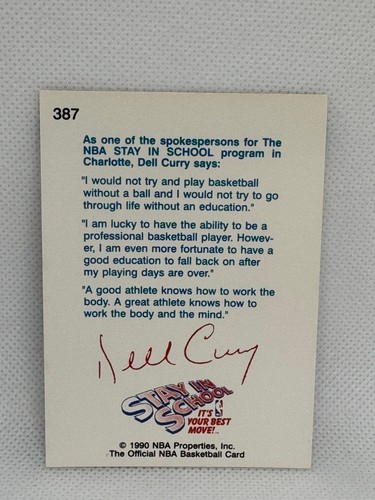 387
As one of the spokespersons for The
NBA STAY IN SCHOOL program in
Charlotte, Dell Curry says:
"I would not try and play basketball
without a ball and I would not try to go
through life without an education."
"I am lucky to have the ability to be a
professional basketball player. Howev-
er, I am even more fortunate to have a
good education to fall back on after
my playing days are over."
"A good athlete knows how to work the
body. A great athlete knows how to
work the body and the mind."
Dell Curry
STAY IN
SCHOOL
IT'S
YOUR BEST
MOVE!
© 1990 NBA Properties, Inc.
The Official NBA Basketball Card